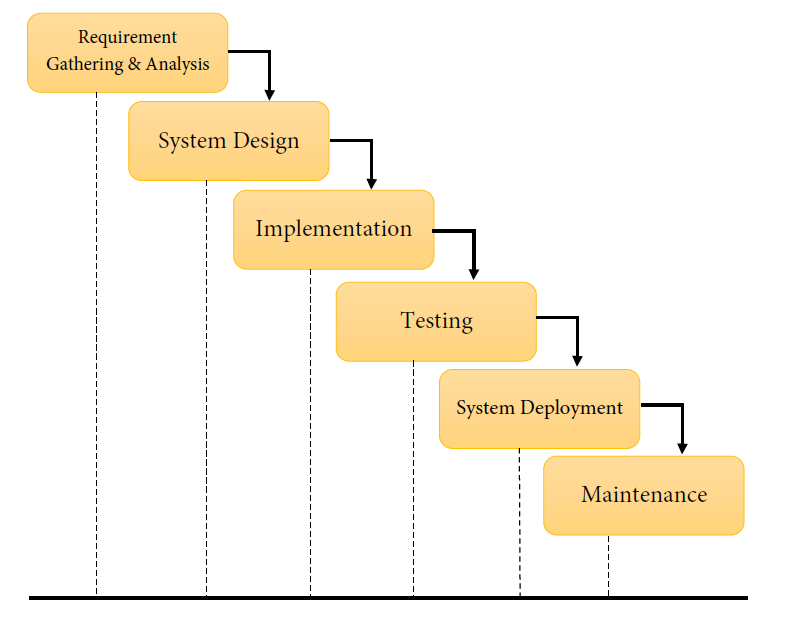 Requirement
Gathering & Analysis
System Design
Implementation
Testing
System Deployment
Maintenance